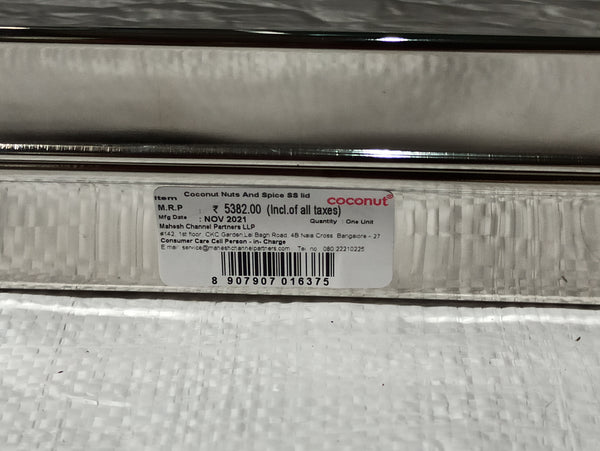 Item Coconut Nuts And Spice SS lid
coconut
M.R.P : ₹ 5382.00 (Incl.of all taxes)
Mfg Date : NOV 2021 Quantity : One Unit
Mahesh Channel Partners LLP
#142, 1st floor, CKC Garden,Lal Bagh Road, 4B Nala Cross Bangalore - 27
Consumer Care Cell Person - in- Charge
E mail : service@maheshchannelpartners.com Tel no : 080.22210225
8 907907 016375